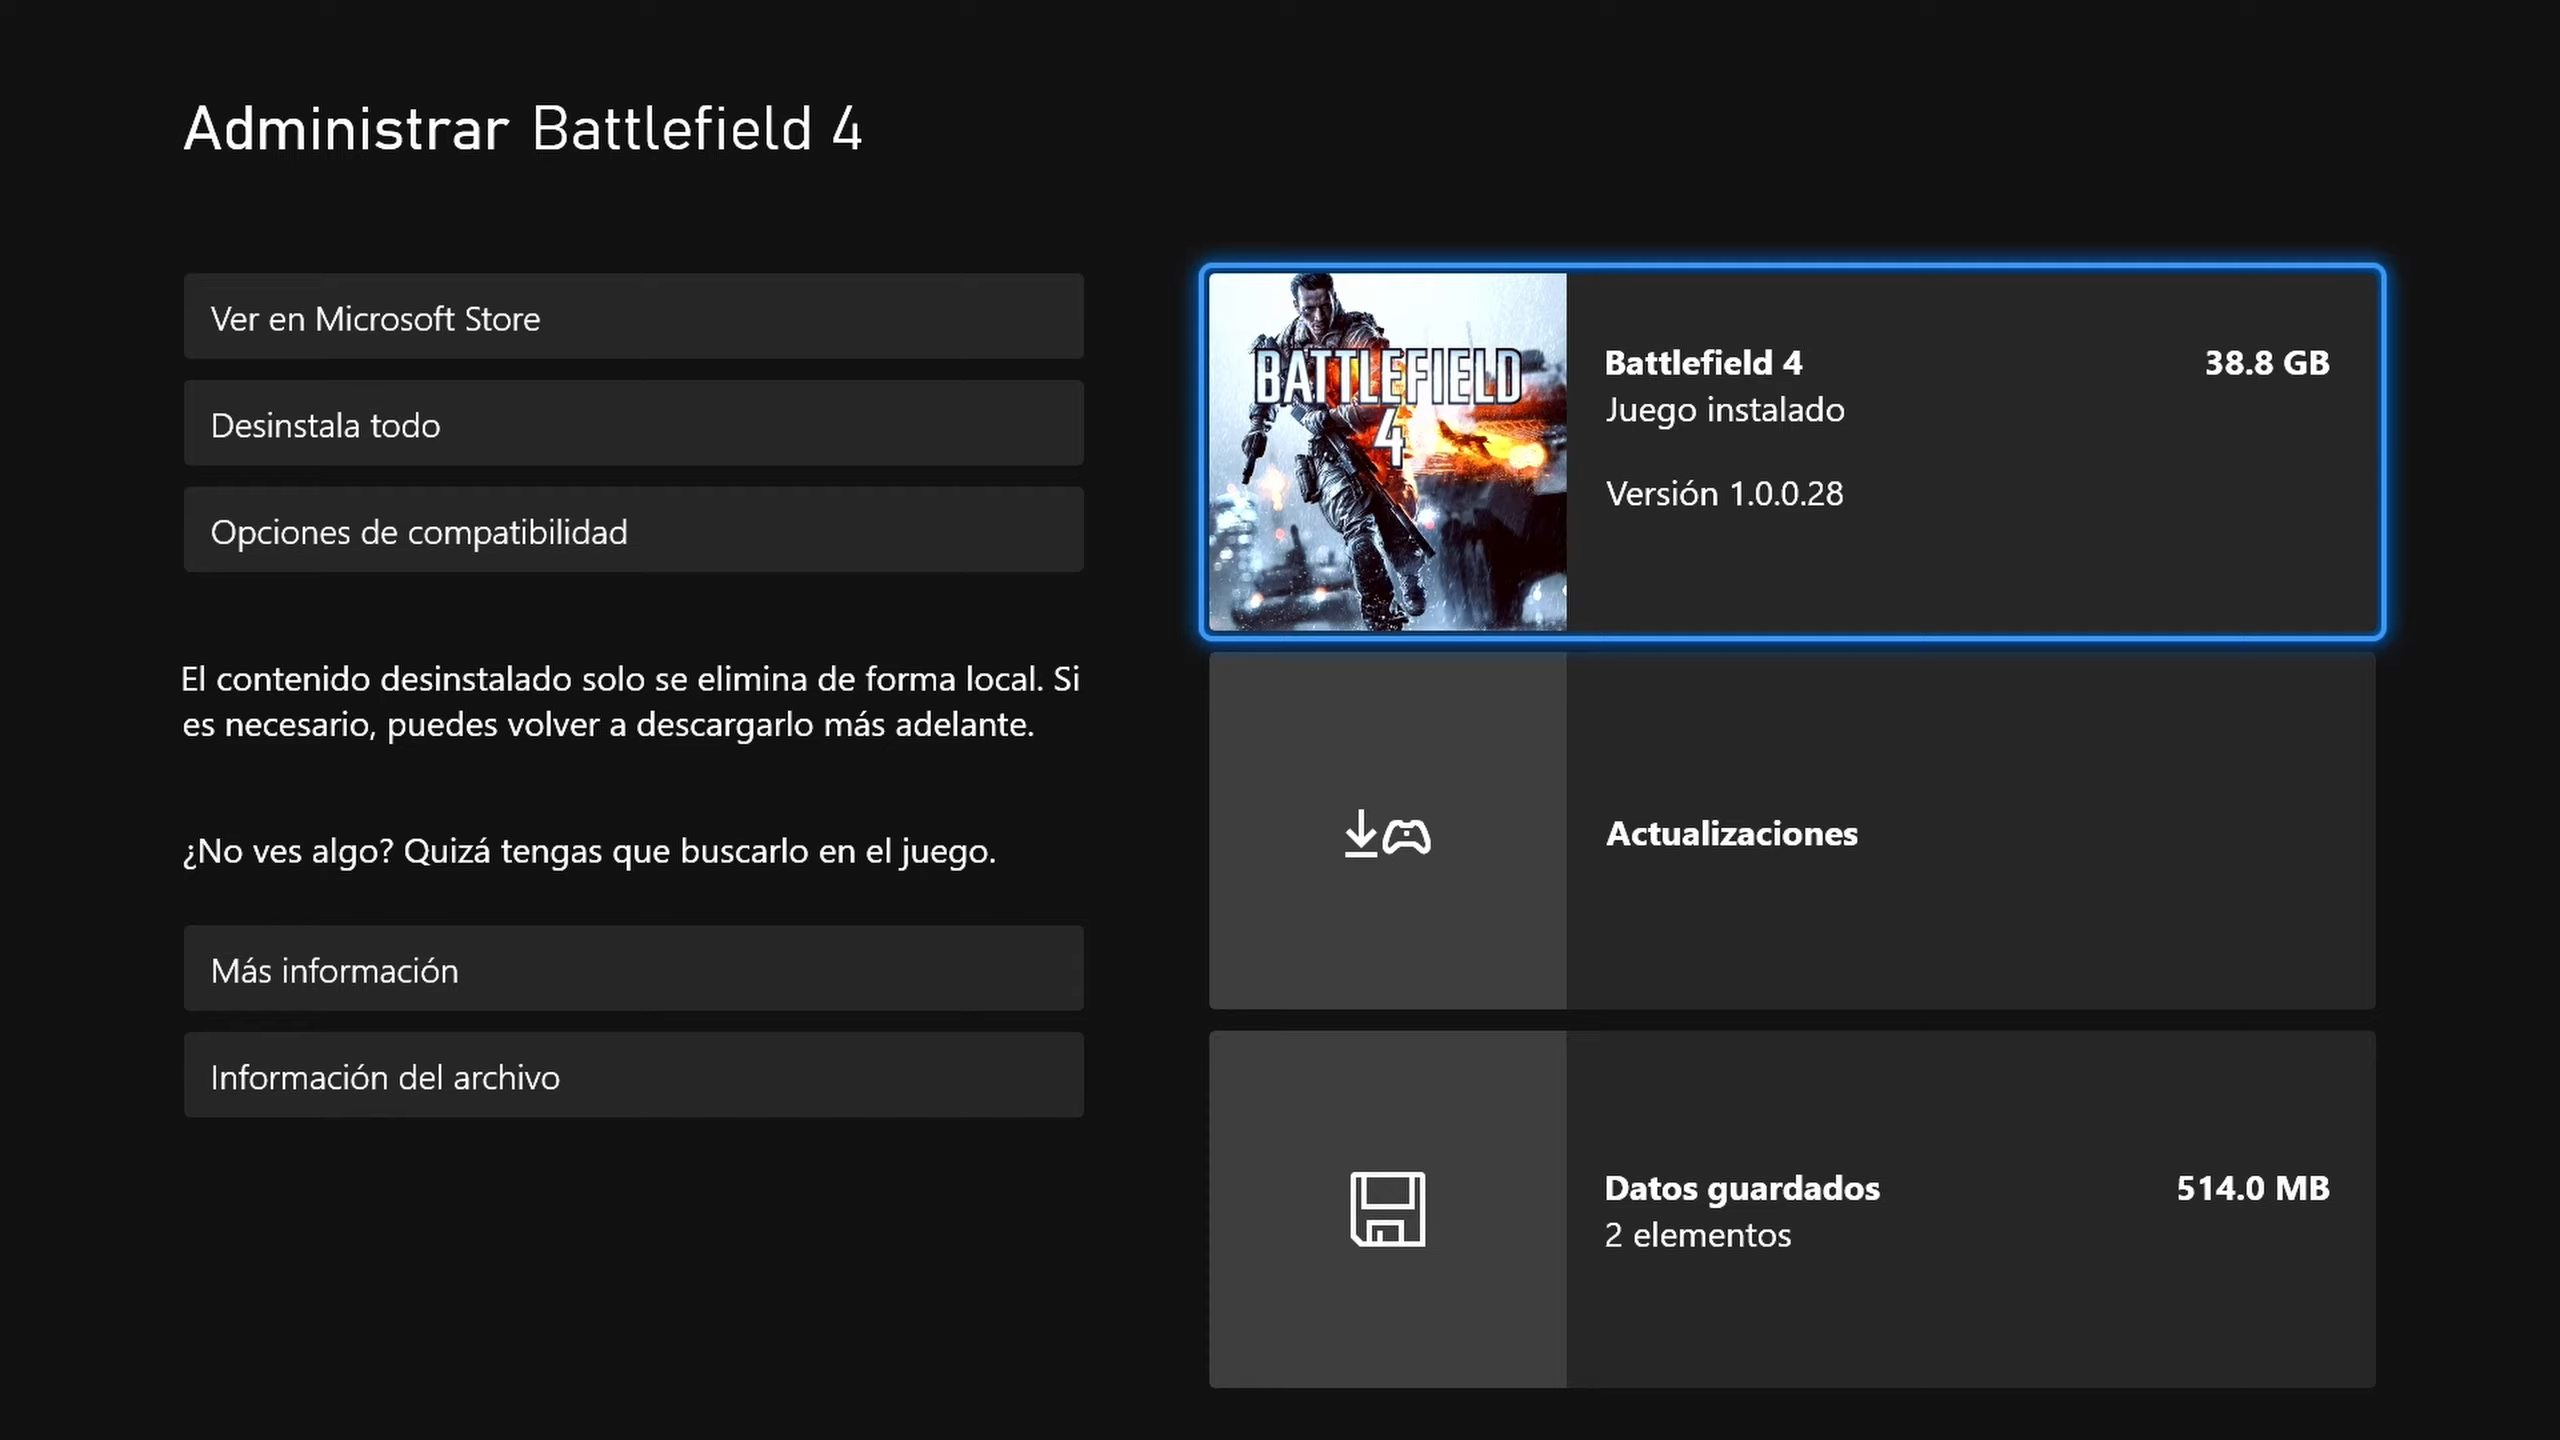 Administrar Battlefield 4
Ver en Microsoft Store
Desinstala todo
Opciones de compatibilidad
El contenido desinstalado solo se elimina de forma local. Si
es necesario, puedes volver a descargarlo más adelante.
¿No ves algo? Quizá tengas que buscarlo en el juego.
Más información
Información del archivo
BATTLEFIELD
4
Battlefield 4
38.8 GB
Juego instalado
Versión 1.0.0.28
Actualizaciones
Datos guardados
514.0 MB
2 elementos